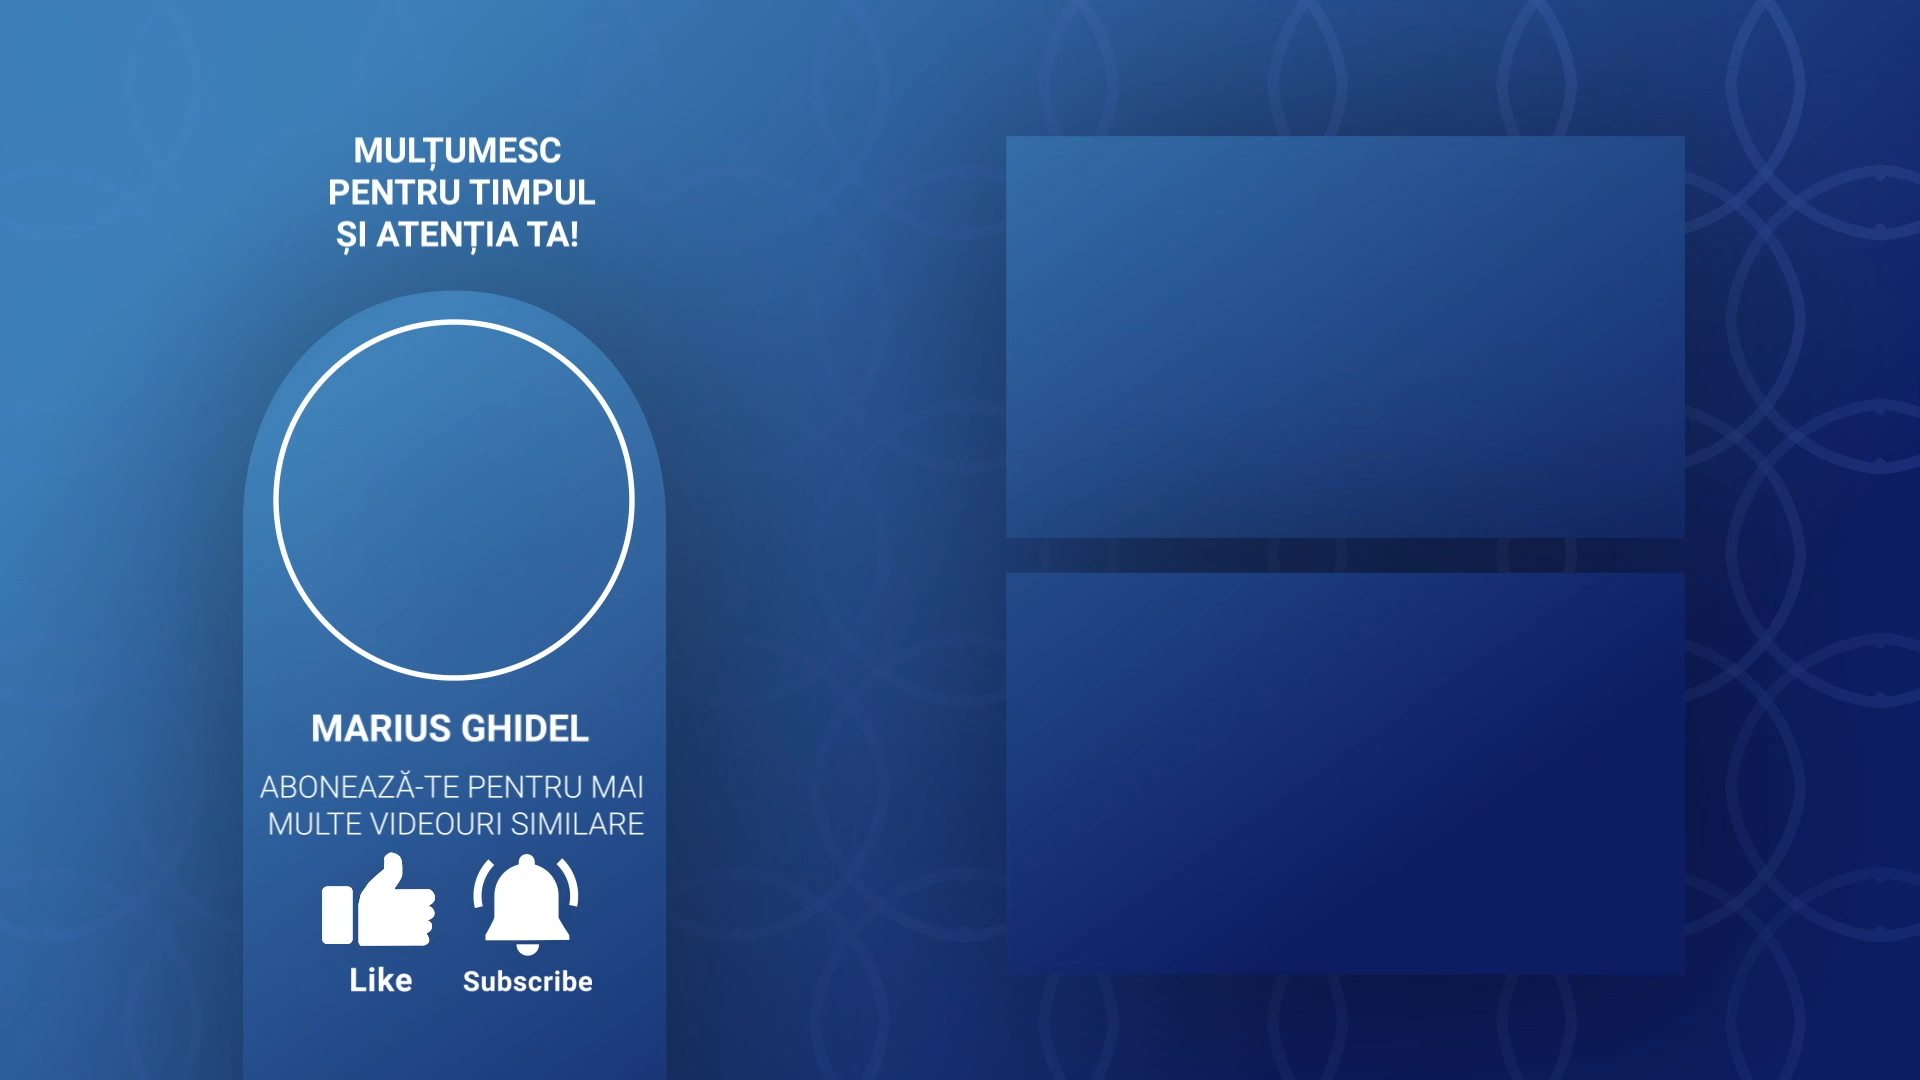 MULȚUMESC
PENTRU TIMPUL
ȘI ATENȚIA TA!
MARIUS GHIDEL
ABONEAZĂ-TE PENTRU MAI
MULTE VIDEOURI SIMILARE
Like
Subscribe